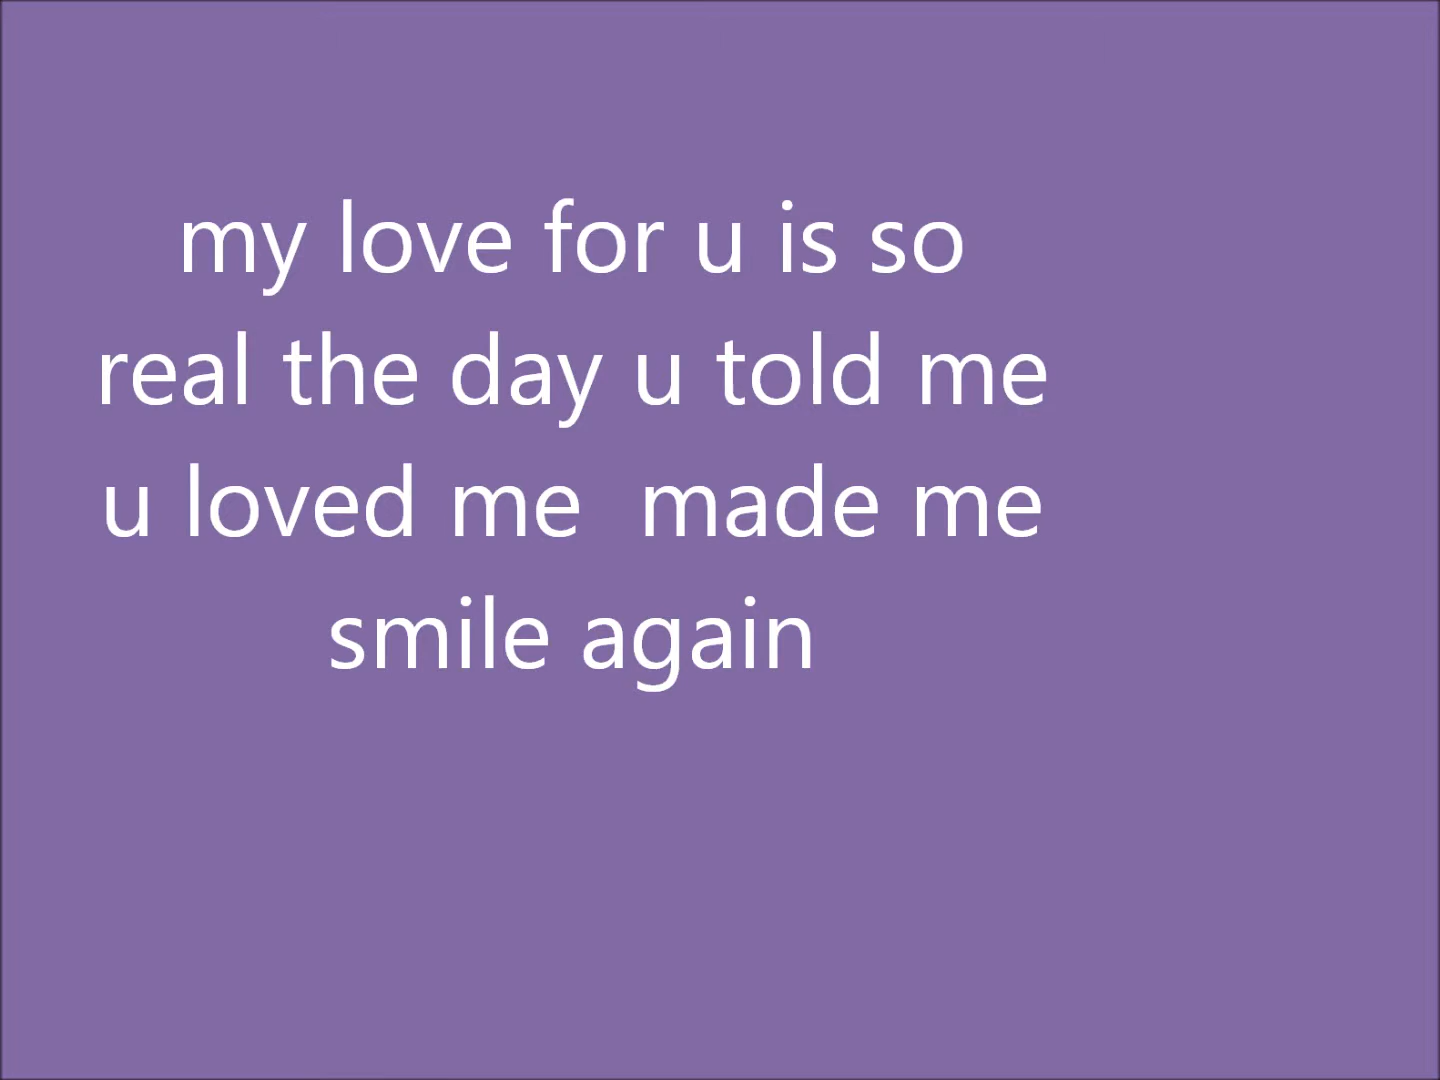 my love for u is so
real the day u told me
u loved me  made me
smile again